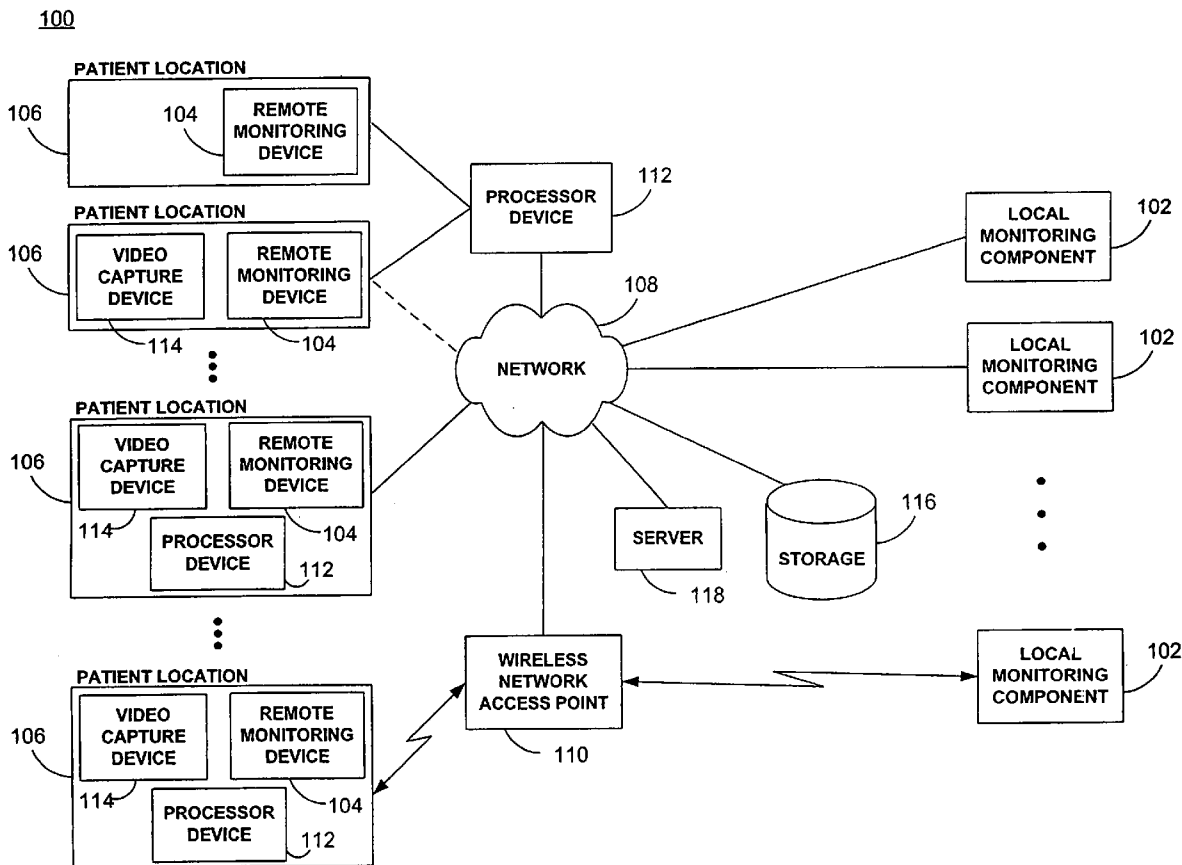 100
PATIENT LOCATION
106
104
REMOTE
MONITORING
DEVICE
PROCESSOR
DEVICE
112
PATIENT LOCATION
106
VIDEO
CAPTURE
DEVICE
114
REMOTE
MONITORING
DEVICE
104
108
NETWORK
LOCAL
MONITORING
COMPONENT
102
LOCAL
MONITORING
COMPONENT
102
PATIENT LOCATION
106
VIDEO
CAPTURE
DEVICE
114
REMOTE
MONITORING
DEVICE
104
PROCESSOR
DEVICE
112
SERVER
118
STORAGE
116
PATIENT LOCATION
106
VIDEO
CAPTURE
DEVICE
114
REMOTE
MONITORING
DEVICE
104
PROCESSOR
DEVICE
112
WIRELESS
NETWORK
ACCESS POINT
110
LOCAL
MONITORING
COMPONENT
102